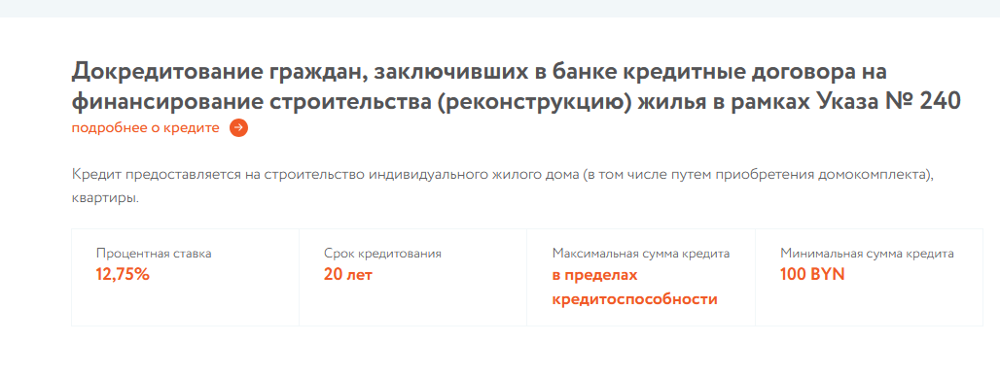 Докредитование граждан, заключивших в банке кредитные договора на
финансирование строительства (реконструкцию) жилья в рамках Указа № 240
подробнее о кредите
Кредит предоставляется на строительство индивидуального жилого дома (в том числе путем приобретения домокомплекта),
квартиры.
Процентная ставка
12,75%
Срок кредитования
20 лет
Максимальная сумма кредита
в пределах
кредитоспособности
Минимальная сумма кредита
100 BYN